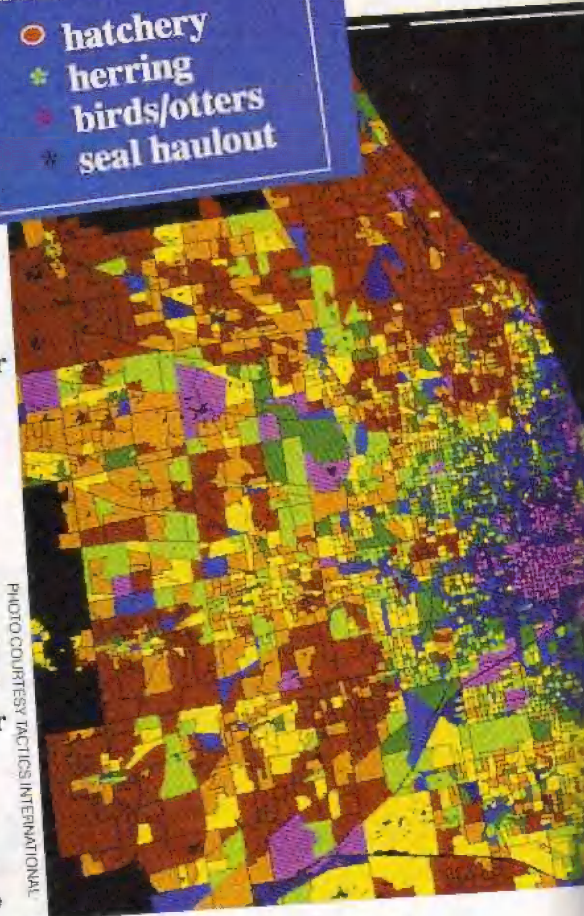 hatchery
herring
birds/otters
seal haulout
PHOTO COURTESY TACTICS INTERNATIONAL